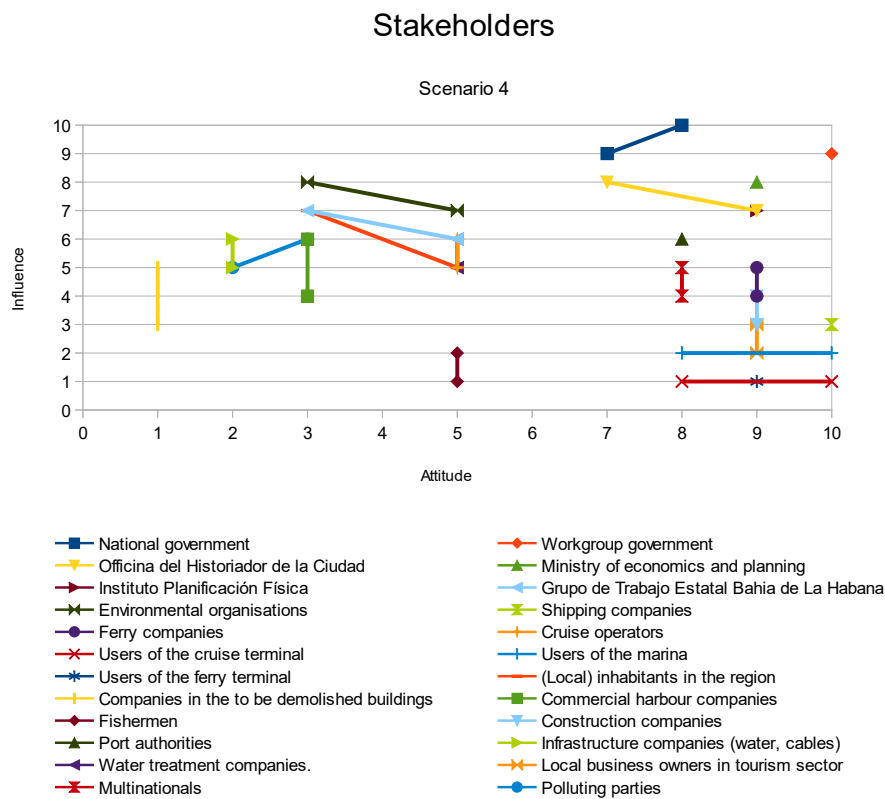 Stakeholders
Scenario 4
10
9
8
7
6
5
4
3
2
1
0
Influence
0 1 2 3 4 5 6 7 8 9 10
Attitude
National government
Workgroup government
Officina del Historiador de la Ciudad
Ministry of economics and planning
Instituto Planificación Física
Grupo de Trabajo Estatal Bahia de La Habana
Environmental organisations
Shipping companies
Ferry companies
Cruise operators
Users of the cruise terminal
Users of the marina
Users of the ferry terminal
(Local) inhabitants in the region
Companies in the to be demolished buildings
Commercial harbour companies
Fishermen
Construction companies
Port authorities
Infrastructure companies (water, cables)
Water treatment companies.
Local business owners in tourism sector
Multinationals
Polluting parties